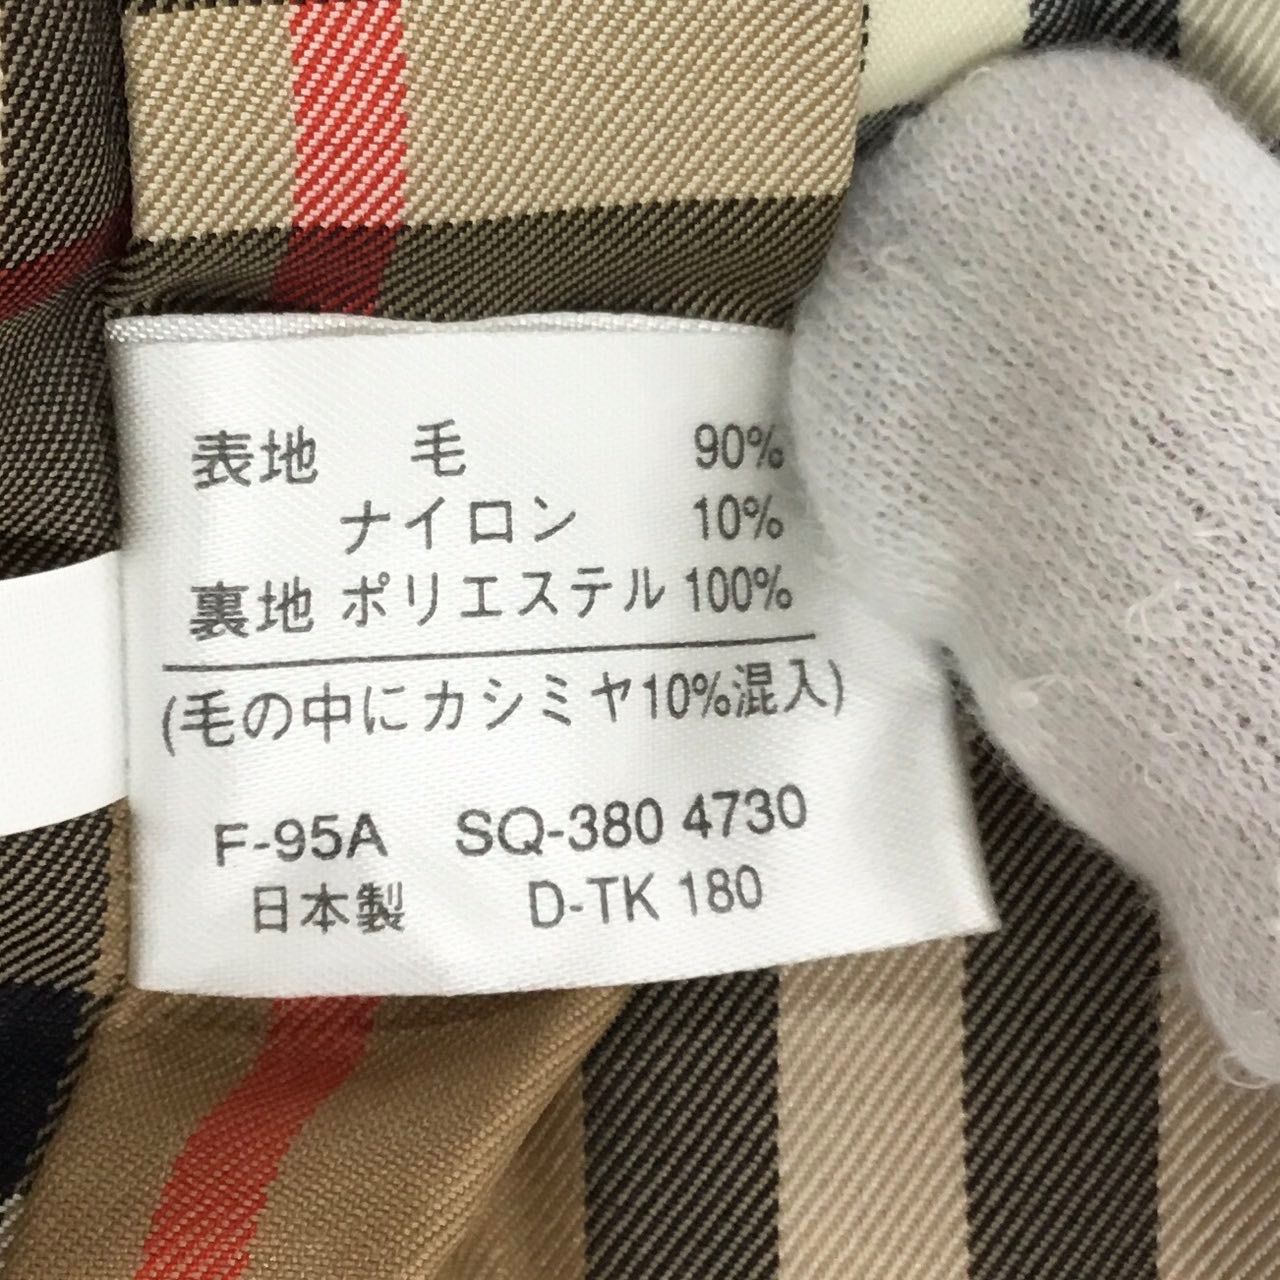 表地 毛 90%
ナイロン 10%
裏地 ポリエステル 100%
(毛の中にカシミヤ10%混入)
F-95A SQ-380 4730
日本製 D-TK 180